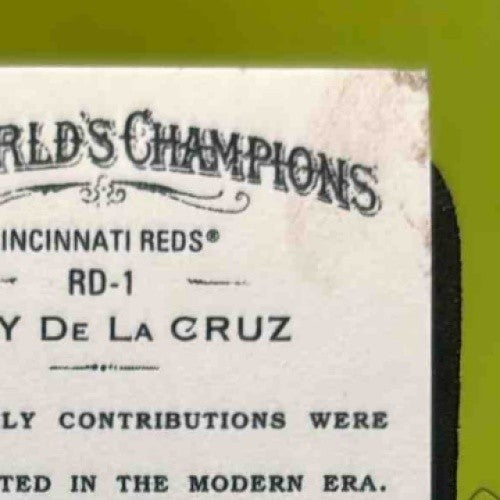 RLD'S CHAMPIONS
INCINNATI REDS®
RD-1
Y DE LA CRUZ
LY CONTRIBUTIONS WERE
TED IN THE MODERN ERA.